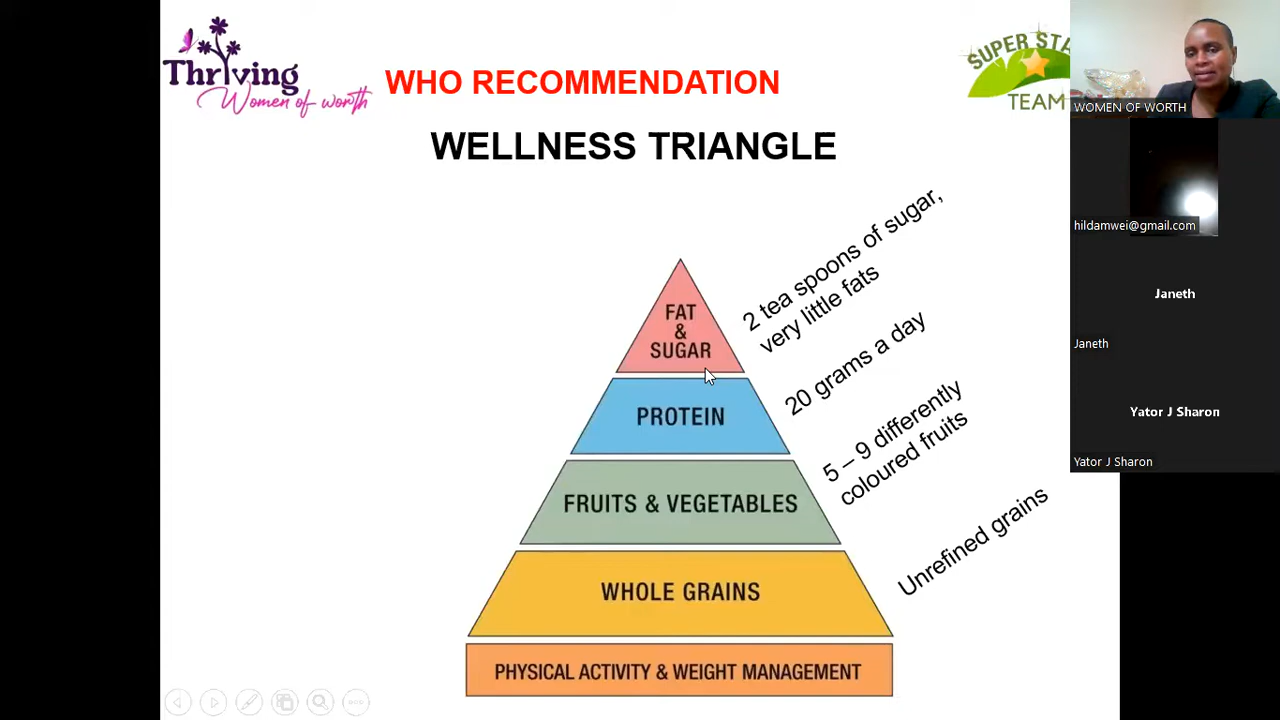 Thriving
Women of worth
WHO RECOMMENDATION
SUPER STA
TEAM
WELLNESS TRIANGLE
FAT
&
SUGAR
2 tea spoons of sugar,
very little fats
PROTEIN
20 grams a day
FRUITS & VEGETABLES
5 – 9 differently
coloured fruits
WHOLE GRAINS
Unrefined grains
PHYSICAL ACTIVITY & WEIGHT MANAGEMENT
WOMEN OF WORTH
hildamwei@gmail.com
Janeth
Janeth
Yator J Sharon
Yator J Sharon